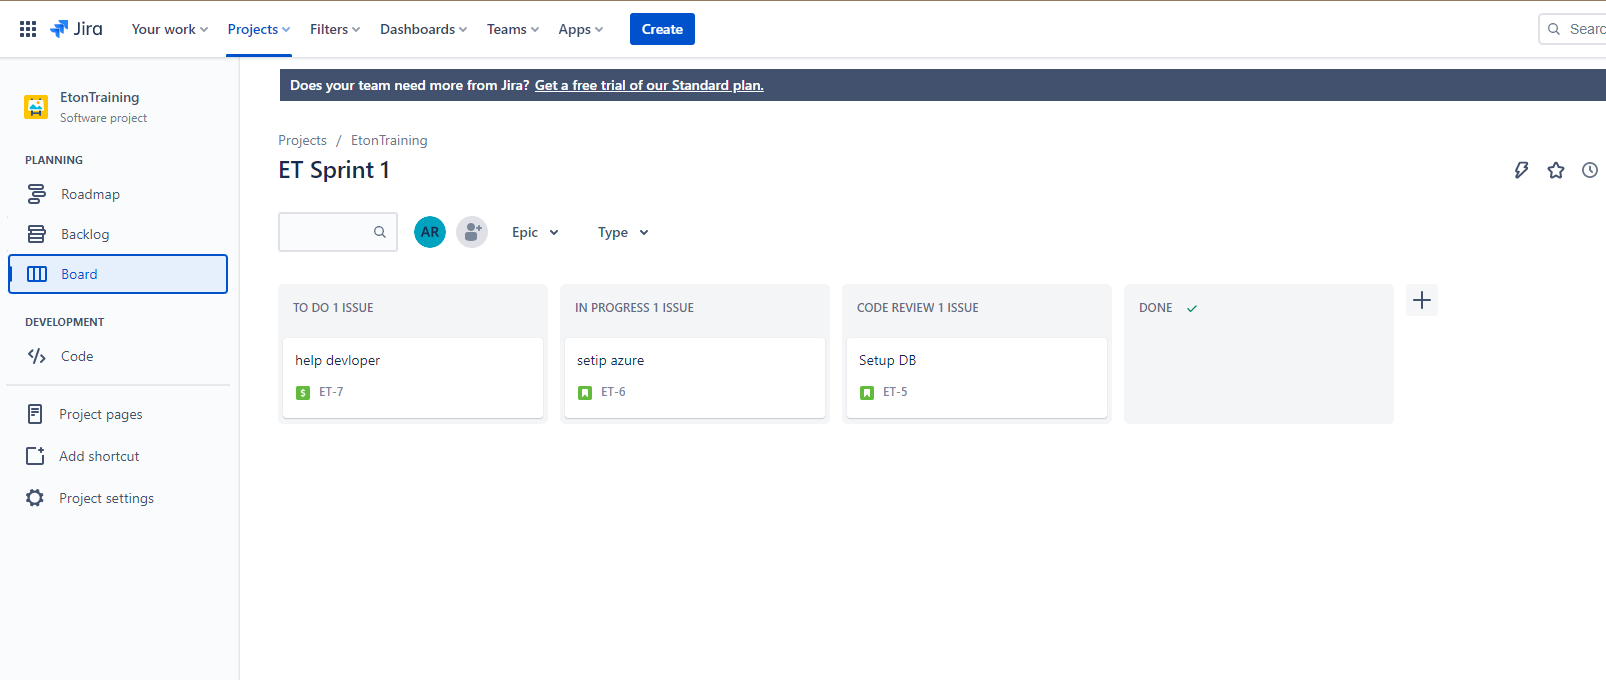 Jira Your work Projects Filters Dashboards Teams Apps Create
Does your team need more from Jira? Get a free trial of our Standard plan.
EtonTraining
Software project
PLANNING
Roadmap
Backlog
Board
DEVELOPMENT
Code
Project pages
Add shortcut
Project settings
Projects / EtonTraining
ET Sprint 1
AR Epic Type
TO DO 1 ISSUE
help devloper
$ ET-7
IN PROGRESS 1 ISSUE
setip azure
ET-6
CODE REVIEW 1 ISSUE
Setup DB
ET-5
DONE